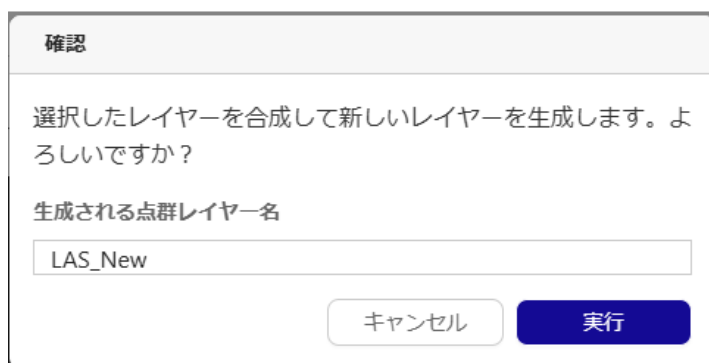 確認
選択したレイヤーを合成して新しいレイヤーを生成します。よ
ろしいですか？
生成される点群レイヤー名
LAS_New
キャンセル 実行